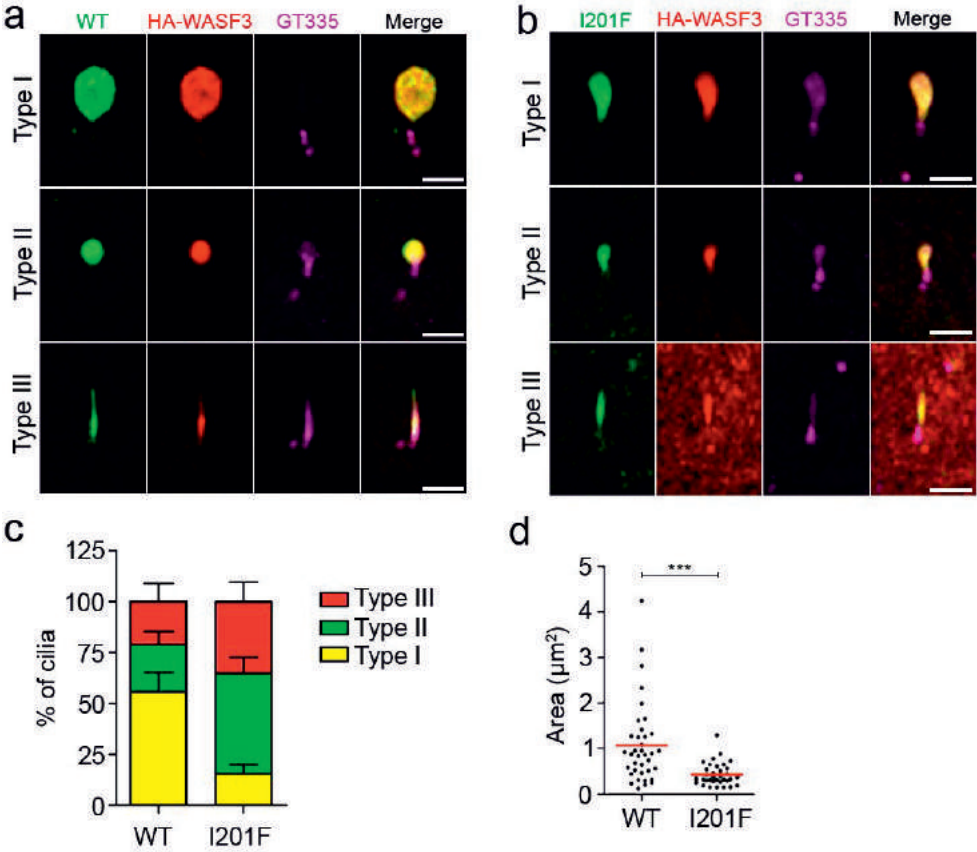 a
WT HA-WASF3 GT335 Merge
Type I
Type II
Type III
b
I201F HA-WASF3 GT335 Merge
Type I
Type II
Type III
c
% of cilia
125
100
75
50
25
0
WT I201F
Type III
Type II
Type I
d
Area (µm²)
5
4
3
2
1
0
***
WT I201F